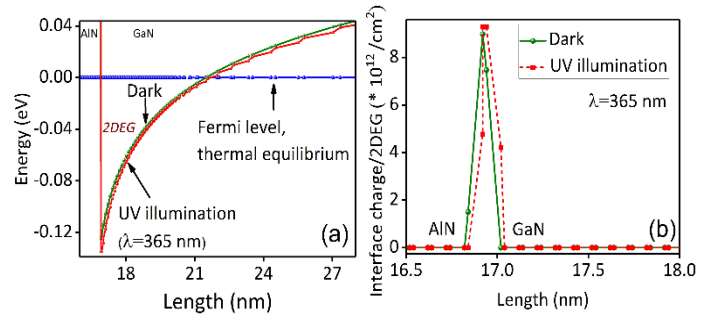 AlN GaN
Energy (eV)
0.04
0.00
-0.04
-0.08
-0.12
Dark
2DEG
Fermi level,
thermal equilibrium
UV illumination
(λ=365 nm)
(a)
18 21 24 27
Length (nm)
Interface charge/2DEG (* 10¹² /cm²)
8
6
4
2
0
Dark
UV illumination
λ=365 nm
AlN GaN
(b)
16.5 17.0 17.5 18.0
Length (nm)